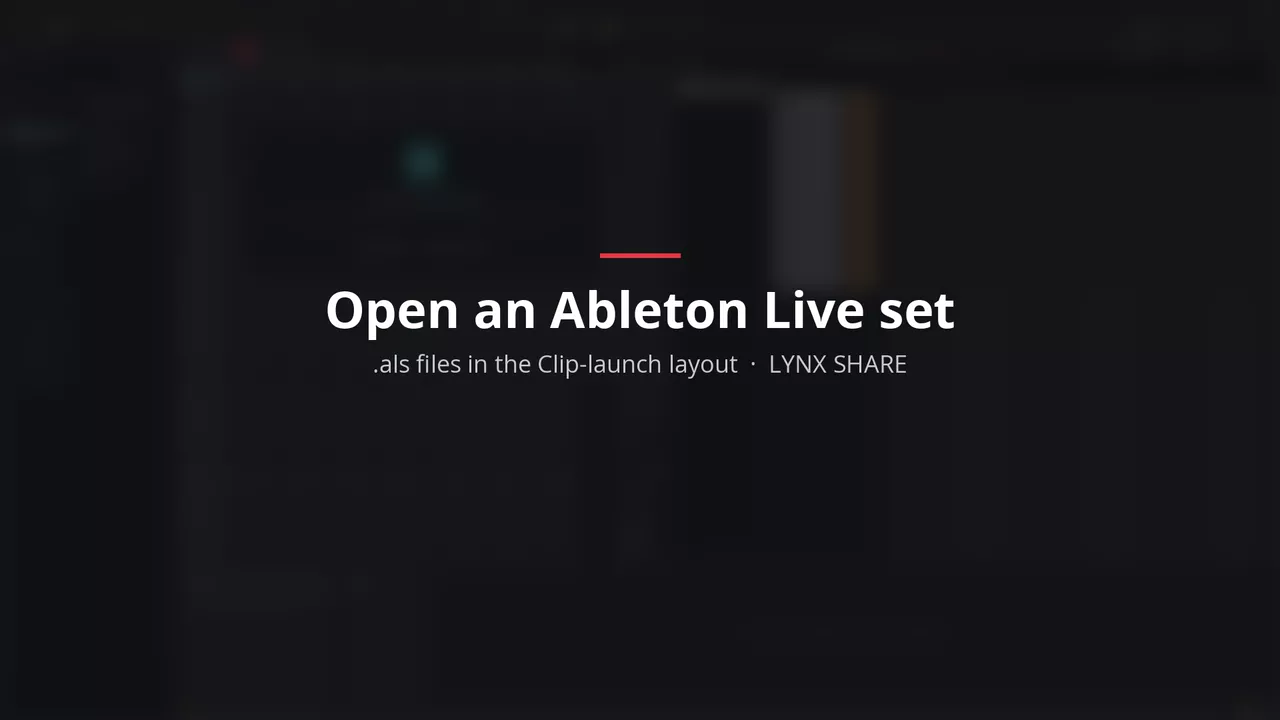 Open an Ableton Live set
.als files in the Clip-launch layout · LYNX SHARE